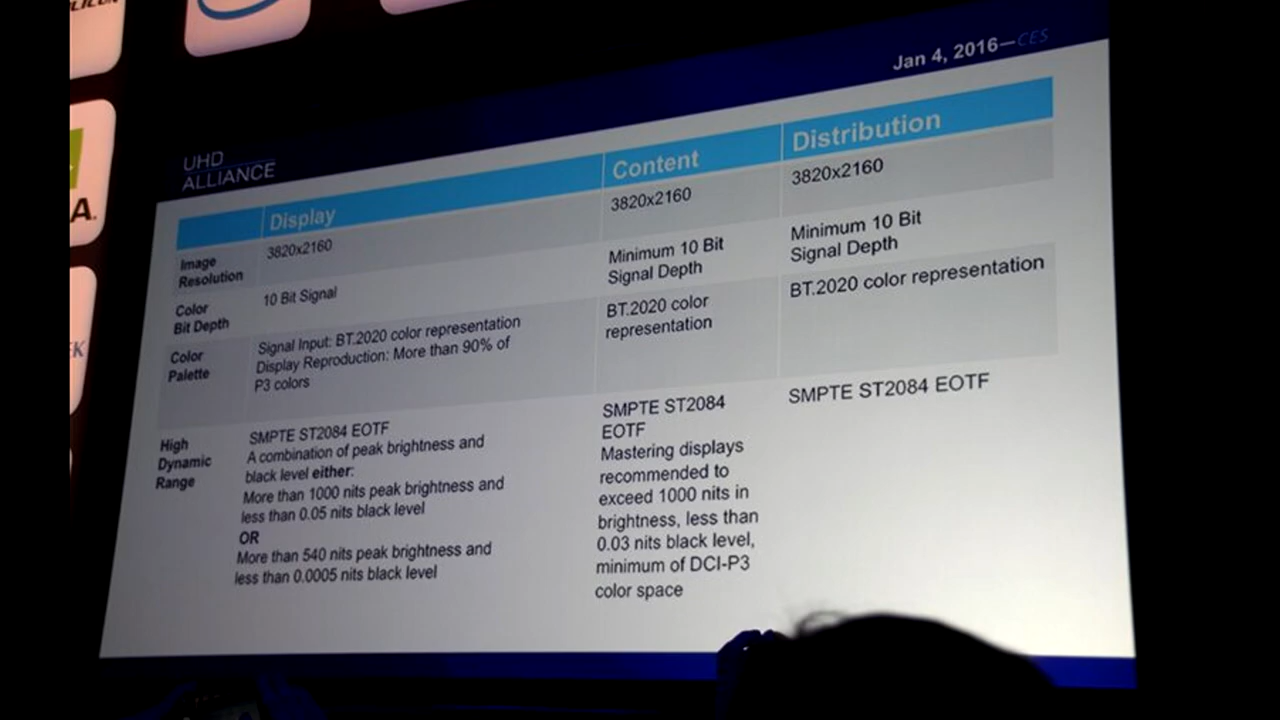 Jan 4, 2016—CES
UHD
ALLIANCE
Display
Content
Distribution
Image
Resolution
3820x2160
3820x2160
3820x2160
Color
Bit Depth
10 Bit Signal
Minimum 10 Bit
Signal Depth
Minimum 10 Bit
Signal Depth
Color
Palette
Signal Input: BT.2020 color representation
Display Reproduction: More than 90% of
P3 colors
BT.2020 color
representation
BT.2020 color representation
High
Dynamic
Range
SMPTE ST2084 EOTF
A combination of peak brightness and
black level either:
More than 1000 nits peak brightness and
less than 0.05 nits black level
OR
More than 540 nits peak brightness and
less than 0.0005 nits black level
SMPTE ST2084
EOTF
Mastering displays
recommended to
exceed 1000 nits in
brightness, less than
0.03 nits black level,
minimum of DCI-P3
color space
SMPTE ST2084 EOTF
A.
EK